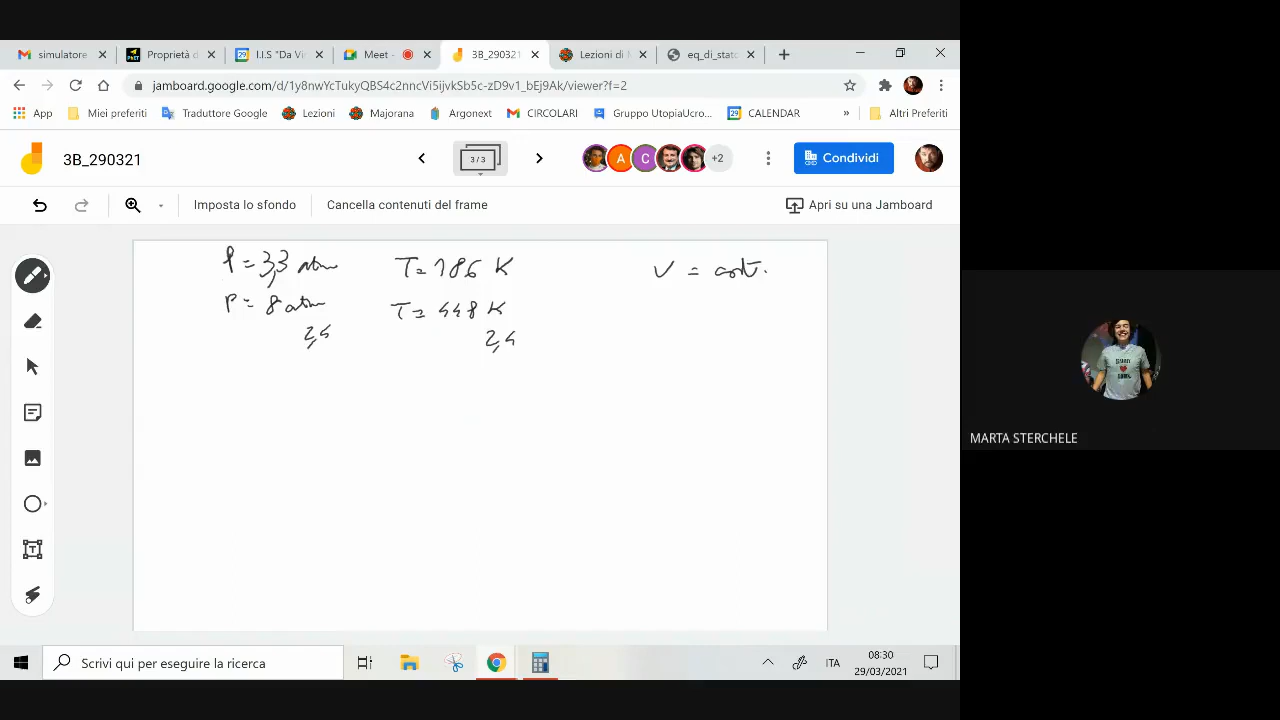 simulatore
Proprietà d
I.I.S "Da Vin
Meet -
3B_290321
Lezioni di M
eq_di_stato
jamboard.google.com/d/1y8nwYcTukyQBS4c2nncVi5ijvkSb5c-zD9v1_bEj9Ak/viewer?f=2
App Miei preferiti Traduttore Google Lezioni Majorana Argonext CIRCOLARI Gruppo UtopiaUcro... CALENDAR » Altri Preferiti
3B_290321
3 / 3
A C +2
Condividi
Imposta lo sfondo Cancella contenuti del frame Apri su una Jamboard
P = 3,3 atm T = 186 K V = cost.
P = 8 atm T = 448 K
2,4 2,4
MARTA STERCHELE
Scrivi qui per eseguire la ricerca
ITA
08:30
29/03/2021